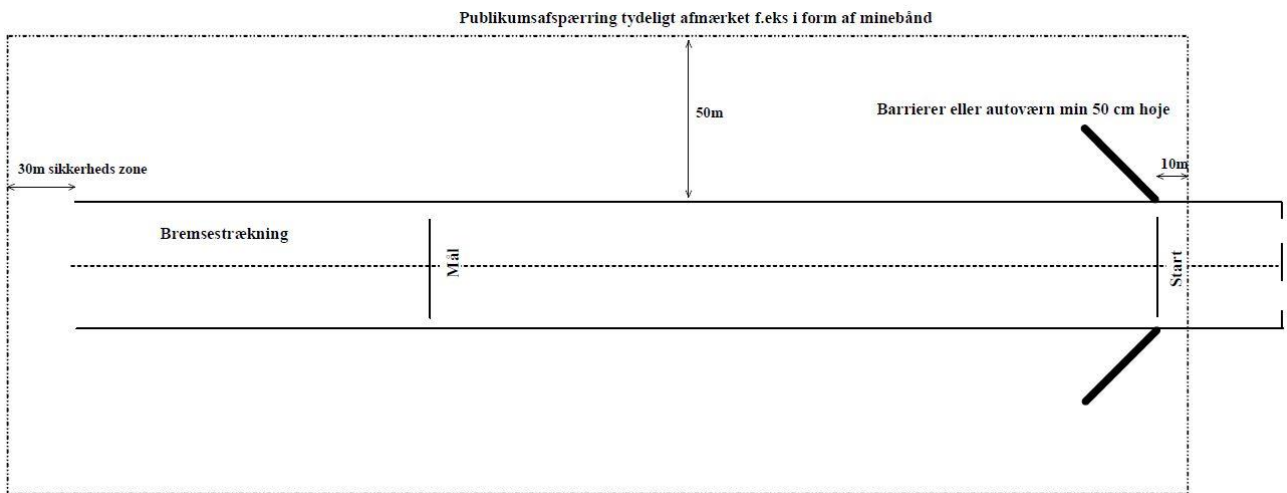 Publikumsafspærring tydeligt afmærket f.eks i form af minebånd
50m
Barrierer eller autoværn min 50 cm høje
30m sikkerheds zone
10m
Bremsestrækning
Mål
Start